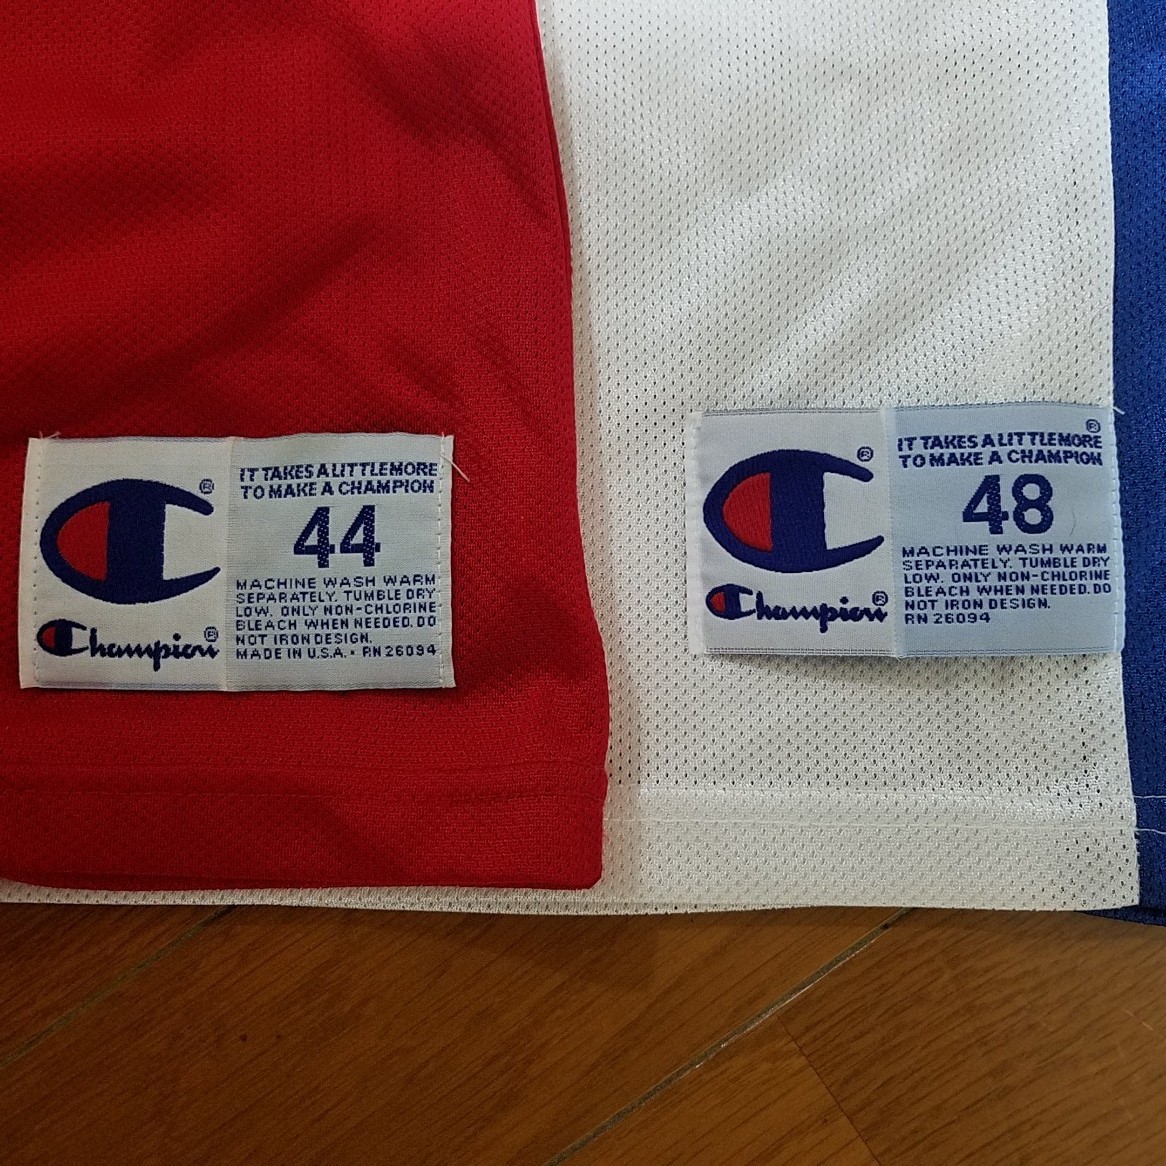 ®
IT TAKES A LITTLE MORE
TO MAKE A CHAMPION
44
MACHINE WASH WARM
SEPARATELY. TUMBLE DRY
LOW. ONLY NON-CHLORINE
BLEACH WHEN NEEDED. DO
NOT IRON DESIGN.
MADE IN U.S.A. • RN 26094
Champion®
®
IT TAKES A LITTLE MORE®
TO MAKE A CHAMPION
48
MACHINE WASH WARM
SEPARATELY. TUMBLE DRY
LOW. ONLY NON-CHLORINE
BLEACH WHEN NEEDED. DO
NOT IRON DESIGN.
RN 26094
Champion®